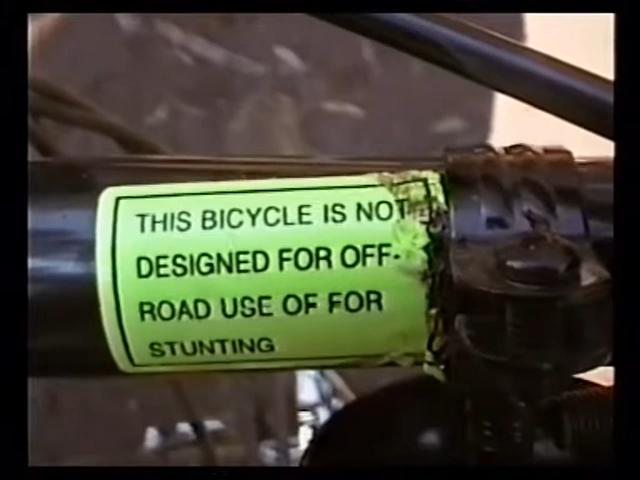 THIS BICYCLE IS NOT
DESIGNED FOR OFF-
ROAD USE OF FOR
STUNTING